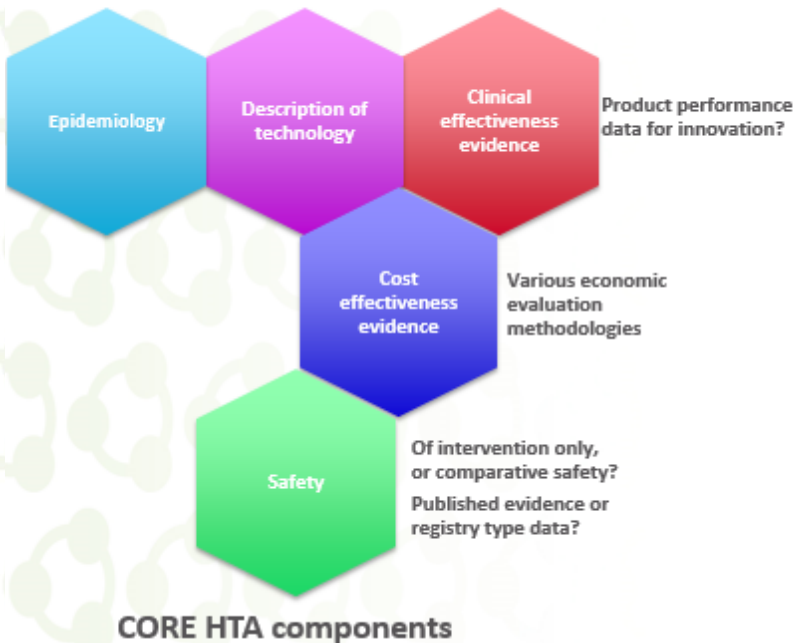 Epidemiology
Description of
technology
Clinical
effectiveness
evidence
Product performance
data for innovation?
Cost
effectiveness
evidence
Various economic
evaluation
methodologies
Safety
Of intervention only,
or comparative safety?
Published evidence or
registry type data?
CORE HTA components